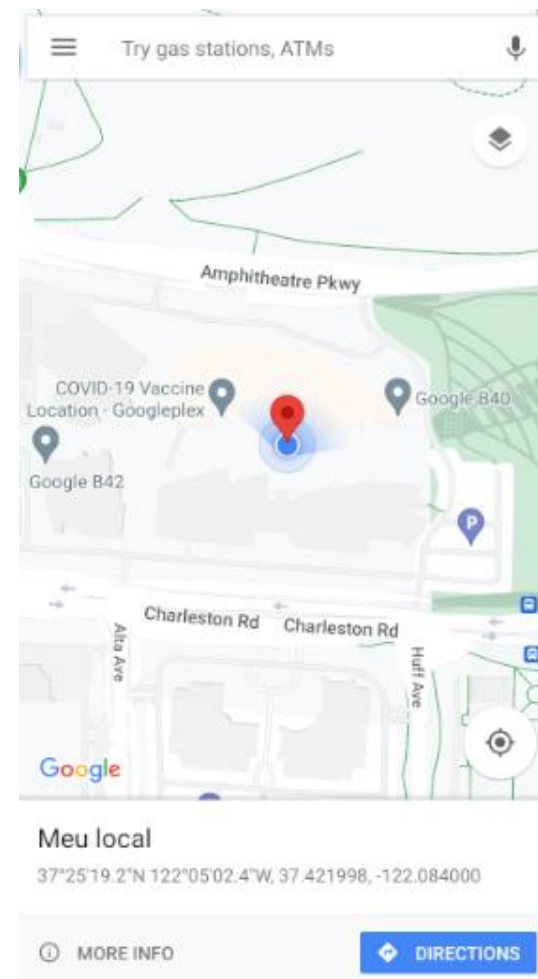 Try gas stations, ATMs
Amphitheatre Pkwy
COVID-19 Vaccine
Location - Googleplex
Google B40
Google B42
P
Charleston Rd
Charleston Rd
Alta Ave
Huff Ave
Google
Meu local
37°25'19.2"N 122°05'02.4"W, 37.421998, -122.084000
MORE INFO
DIRECTIONS